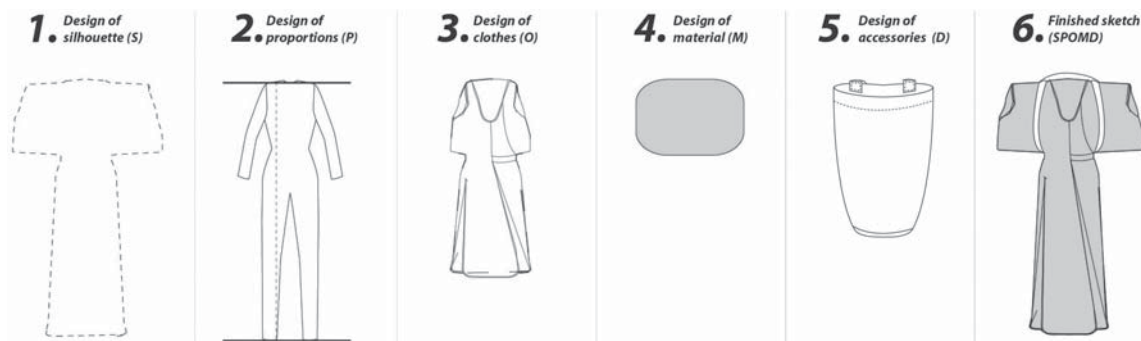 1. Design of
silhouette (S)
2. Design of
proportions (P)
3. Design of
clothes (O)
4. Design of
material (M)
5. Design of
accessories (D)
6. Finished sketch
(SPOMD)